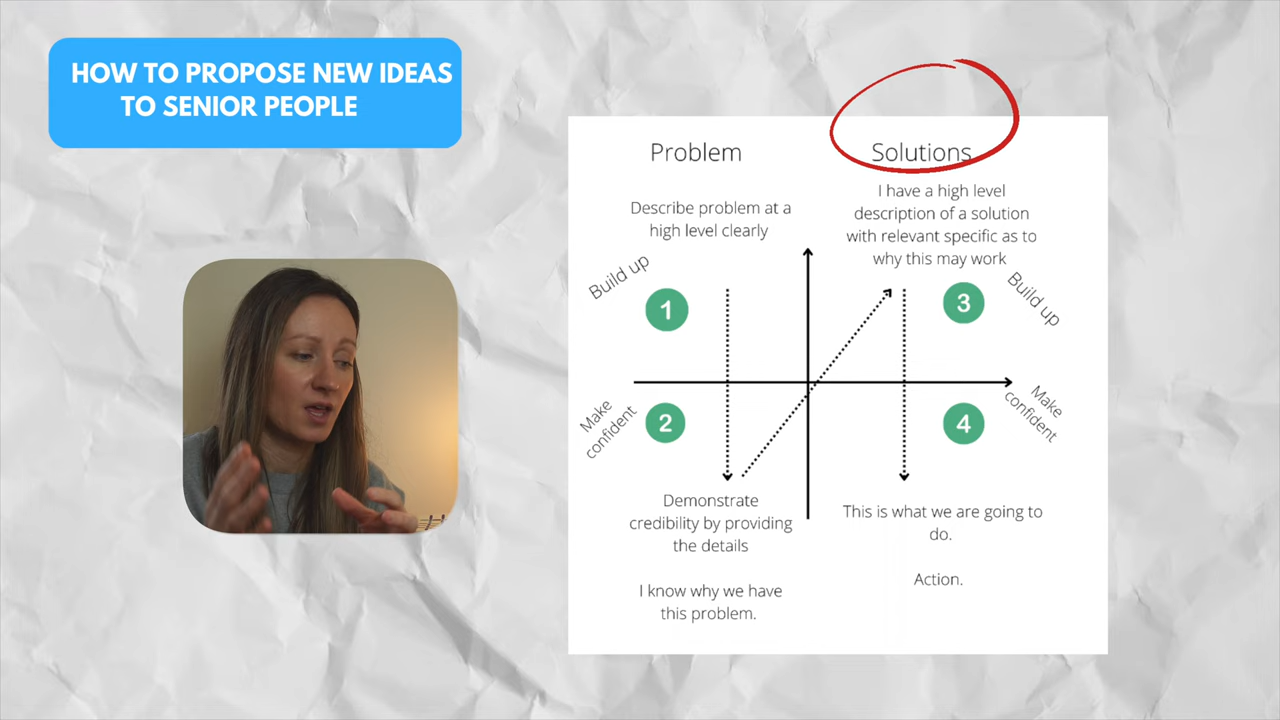 HOW TO PROPOSE NEW IDEAS
TO SENIOR PEOPLE
Problem
Solutions
Describe problem at a
high level clearly
I have a high level
description of a solution
with relevant specific as to
why this may work
Build up
1
3
Build up
Make
confident
2
4
Make
confident
Demonstrate
credibility by providing
the details
I know why we have
this problem.
This is what we are going to
do.
Action.